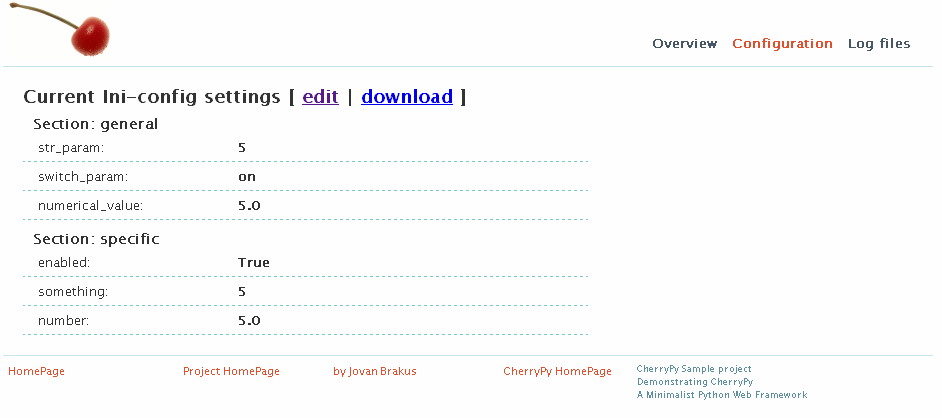 Overview Configuration Log files
Current Ini-config settings [ edit | download ]
Section: general
str_param: 5
switch_param: on
numerical_value: 5.0
Section: specific
enabled: True
something: 5
number: 5.0
HomePage Project HomePage by Jovan Brakus CherryPy HomePage CherryPy Sample project
Demonstrating CherryPy
A Minimalist Python Web Framework